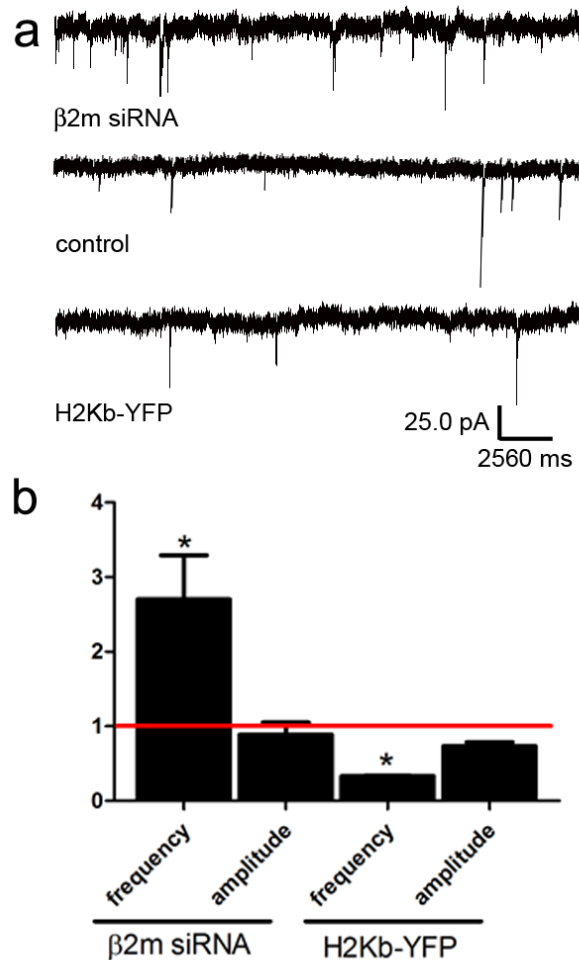 a
β2m siRNA
control
H2Kb-YFP
25.0 pA
2560 ms
b
4
3
2
1
0
*
*
frequency
amplitude
frequency
amplitude
β2m siRNA
H2Kb-YFP